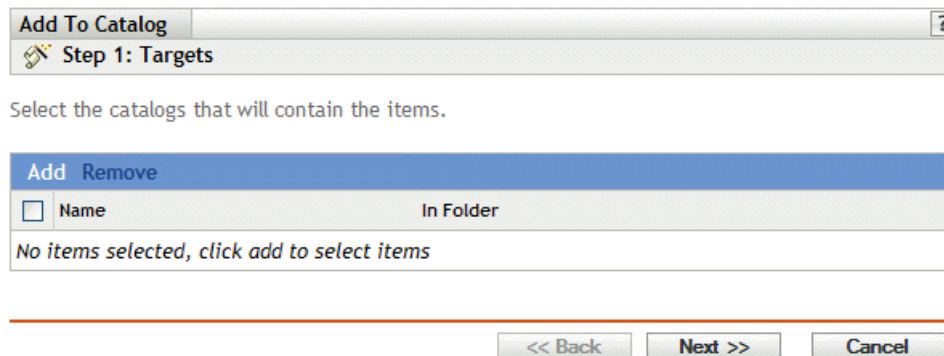 Add To Catalog
?
Step 1: Targets
Select the catalogs that will contain the items.
Add Remove
Name In Folder
No items selected, click add to select items
<< Back Next >> Cancel